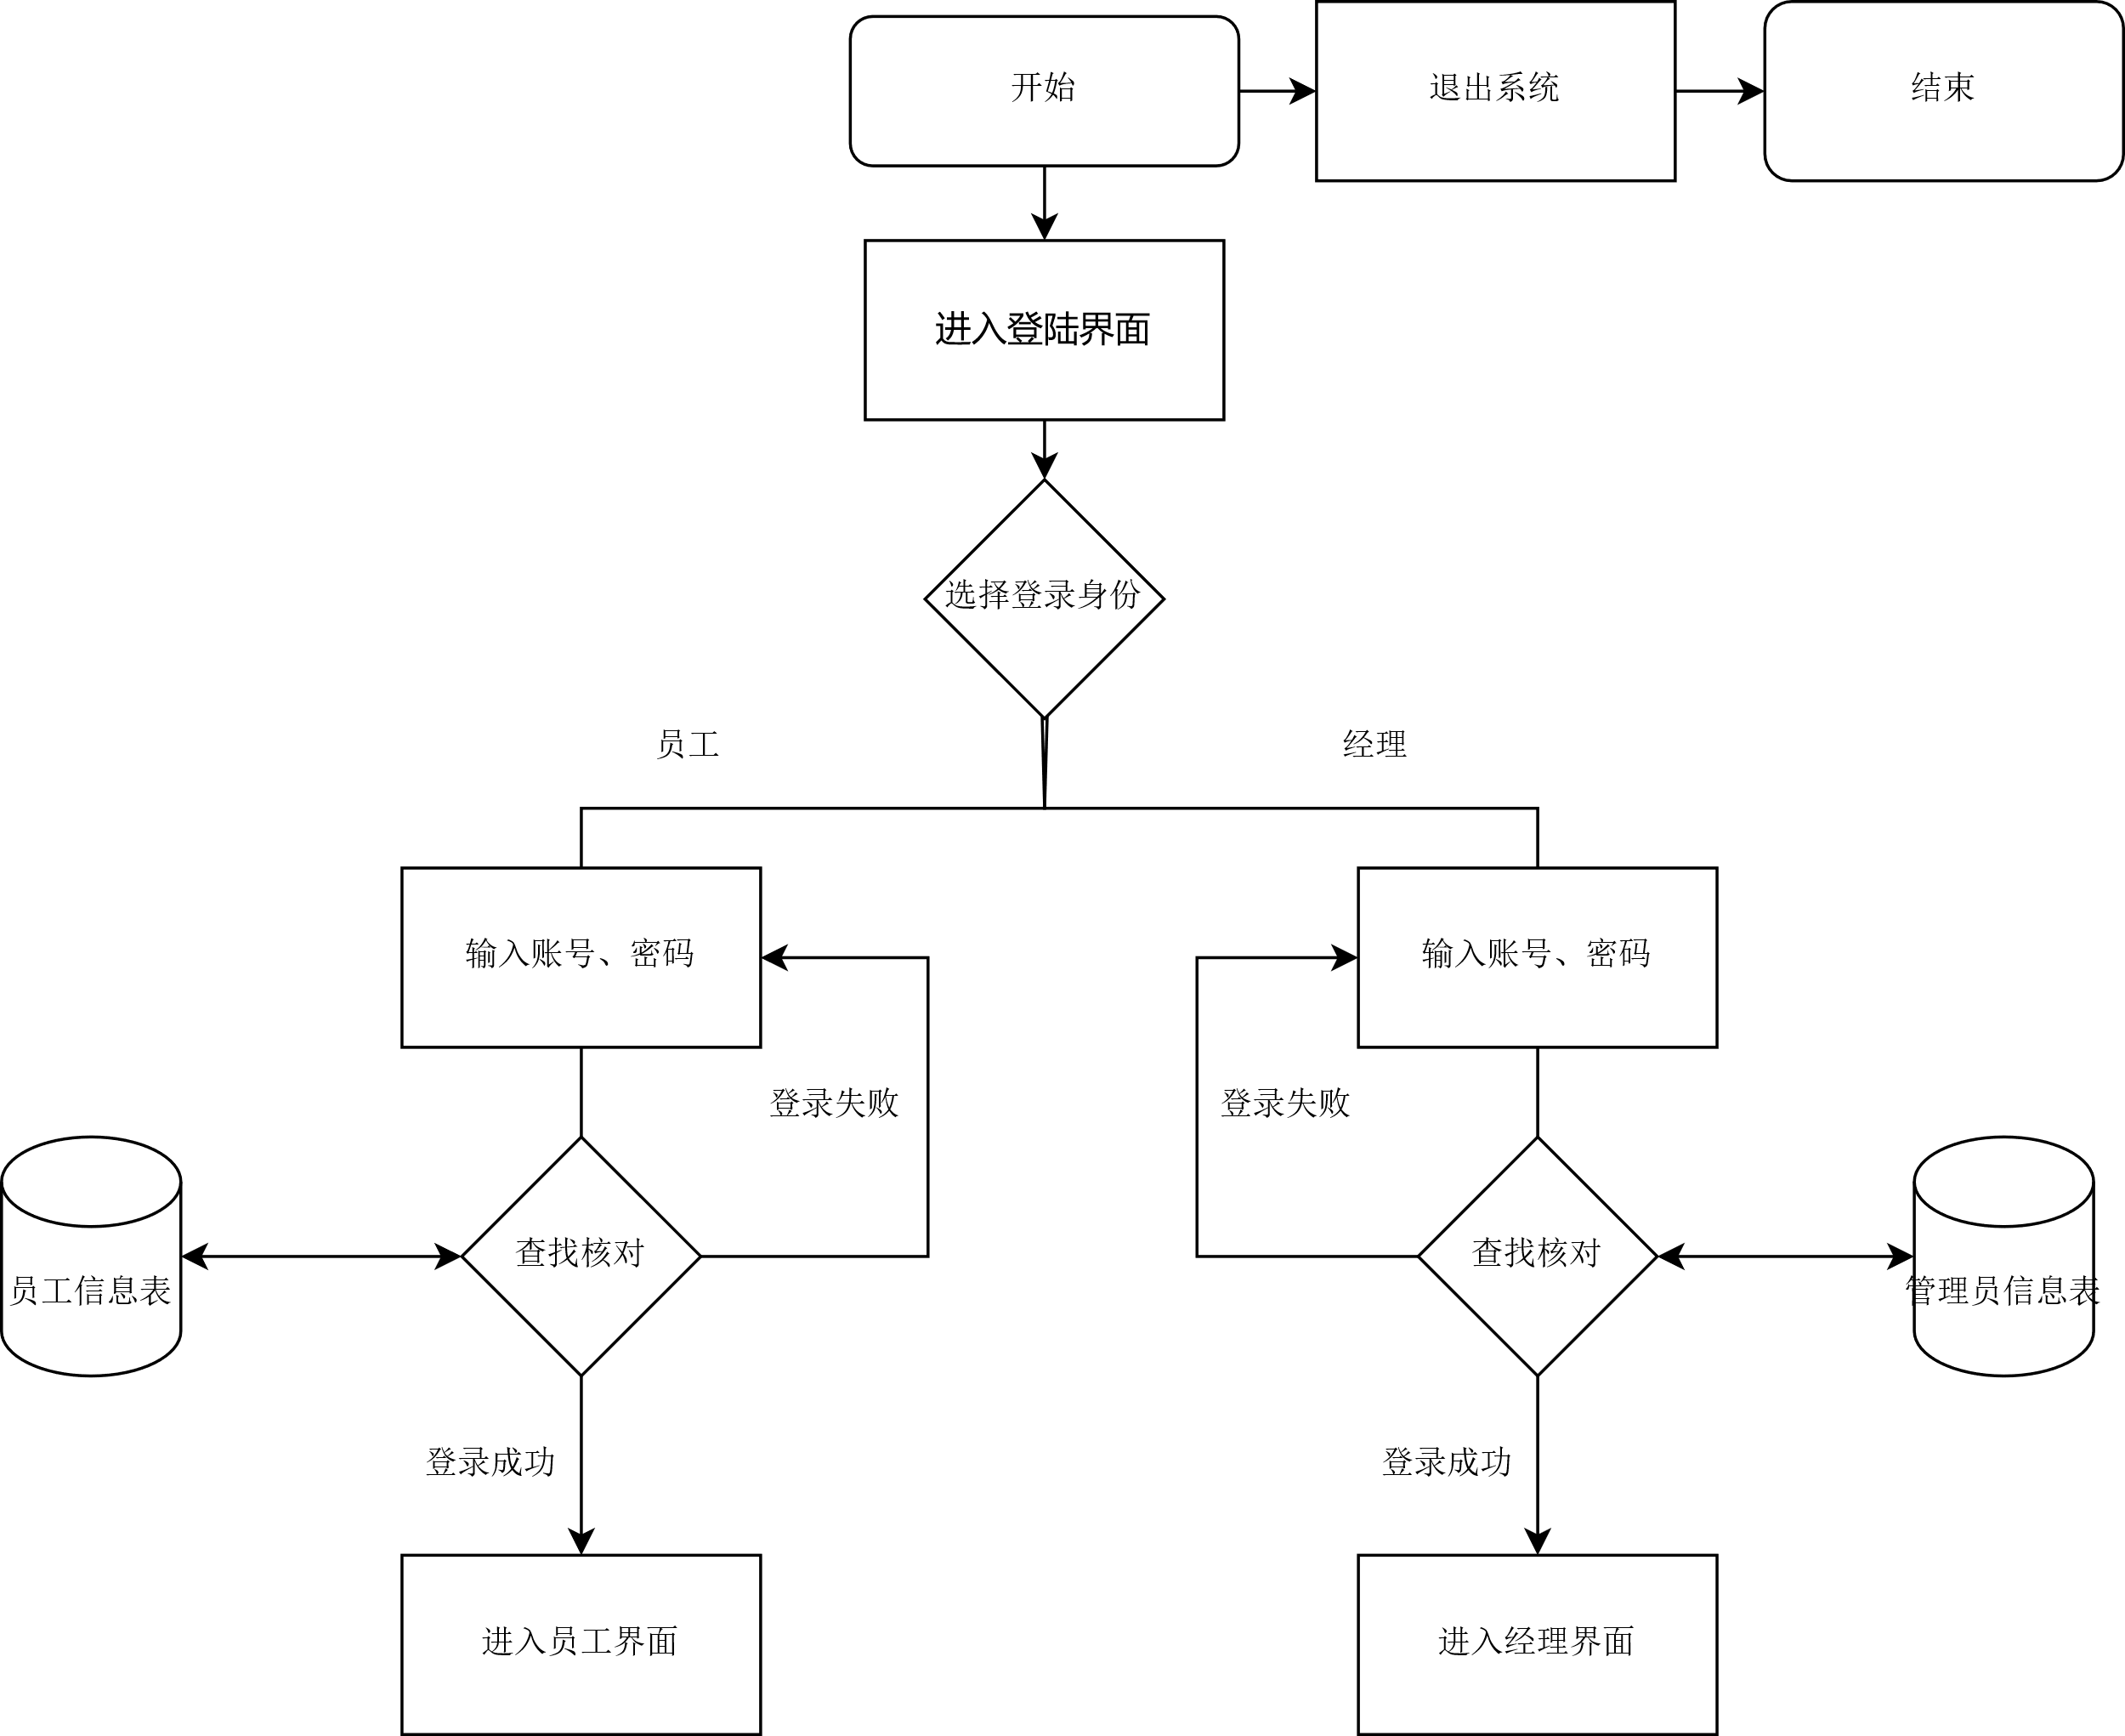 开始
退出系统
结束
进入登陆界面
选择登录身份
员工
经理
输入账号、密码
输入账号、密码
登录失败
登录失败
员工信息表
查找核对
查找核对
管理员信息表
登录成功
登录成功
进入员工界面
进入经理界面